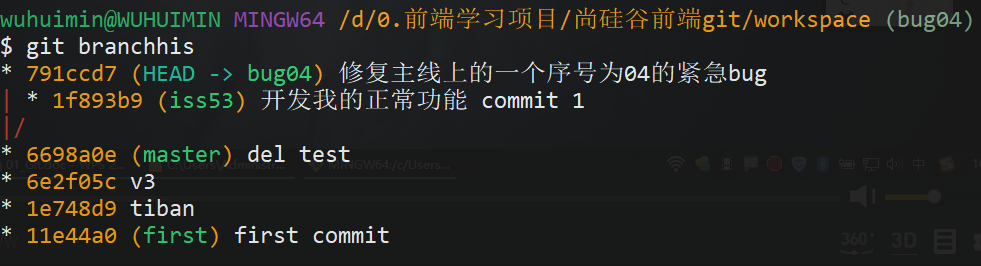 wuhuimin@WUHUIMIN MINGW64 /d/0.前端学习项目/尚硅谷前端git/workspace (bug04)
$ git branchhis
* 791ccd7 (HEAD -> bug04) 修复主线上的一个序号为04的紧急bug
| * 1f893b9 (iss53) 开发我的正常功能 commit 1
|/
* 6698a0e (master) del test
* 6e2f05c v3
* 1e748d9 tiban
* 11e44a0 (first) first commit
360°
3D